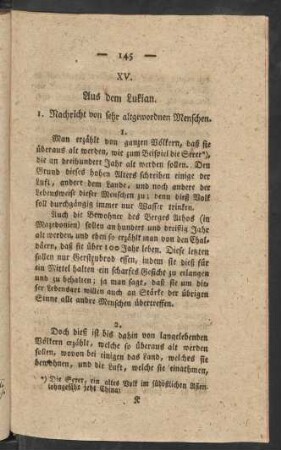 — 145 —
XV.
Aus dem Lukian.
1. Nachricht von sehr altgewordnen Menschen.
1.
Man erzählt von ganzen Völkern, daß sie
überaus alt werden, wie zum Beispiel die Serer*),
die an dreihundert Jahr alt werden sollen. Den
Grund dieses hohen Alters schreiben einige der
Luft, andere dem Lande, und noch andere der
Lebensweise dieser Menschen zu; denn dieß Volk
soll durchgängig immer nur Wasser trinken.
Auch die Bewohner des Berges Athos (in
Mazedonien) sollen an hundert und dreißig Jahr
alt werden, und eben so erzählt man von den Chal-
däern, daß sie über 100 Jahr leben. Diese letzten
sollen nur Gerstenbrod essen, indem sie dieß für
ein Mittel halten ein scharfes Gesicht zu erlangen
und zu behalten; ja man sagt, daß sie um die-
ser Lebensart willen auch an Stärke der übrigen
Sinne alle andre Menschen übertreffen.
2.
Doch dieß ist bis dahin von langelebenden
Völkern erzählt, welche so überaus alt werden
sollen, wovon bei einigen das Land, welches sie
bewohnen, und die Luft, welche sie einathmen,
*) Die Serer, ein altes Volk im südöstlichen Asien
ohngefähr jetzt China.
K